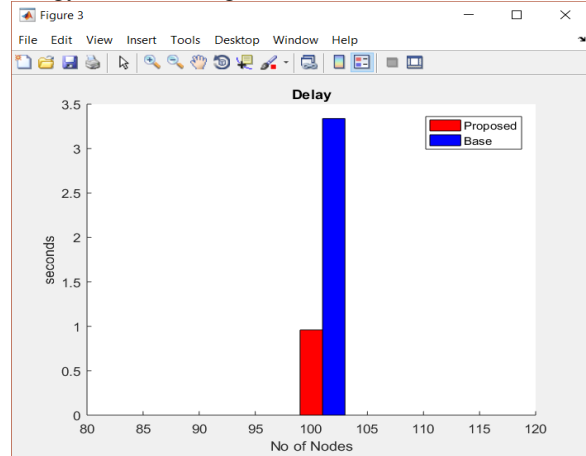 Figure 3
File Edit View Insert Tools Desktop Window Help
Delay
Proposed
Base
3.5
3
2.5
2
1.5
1
0.5
0
seconds
80 85 90 95 100 105 110 115 120
No of Nodes